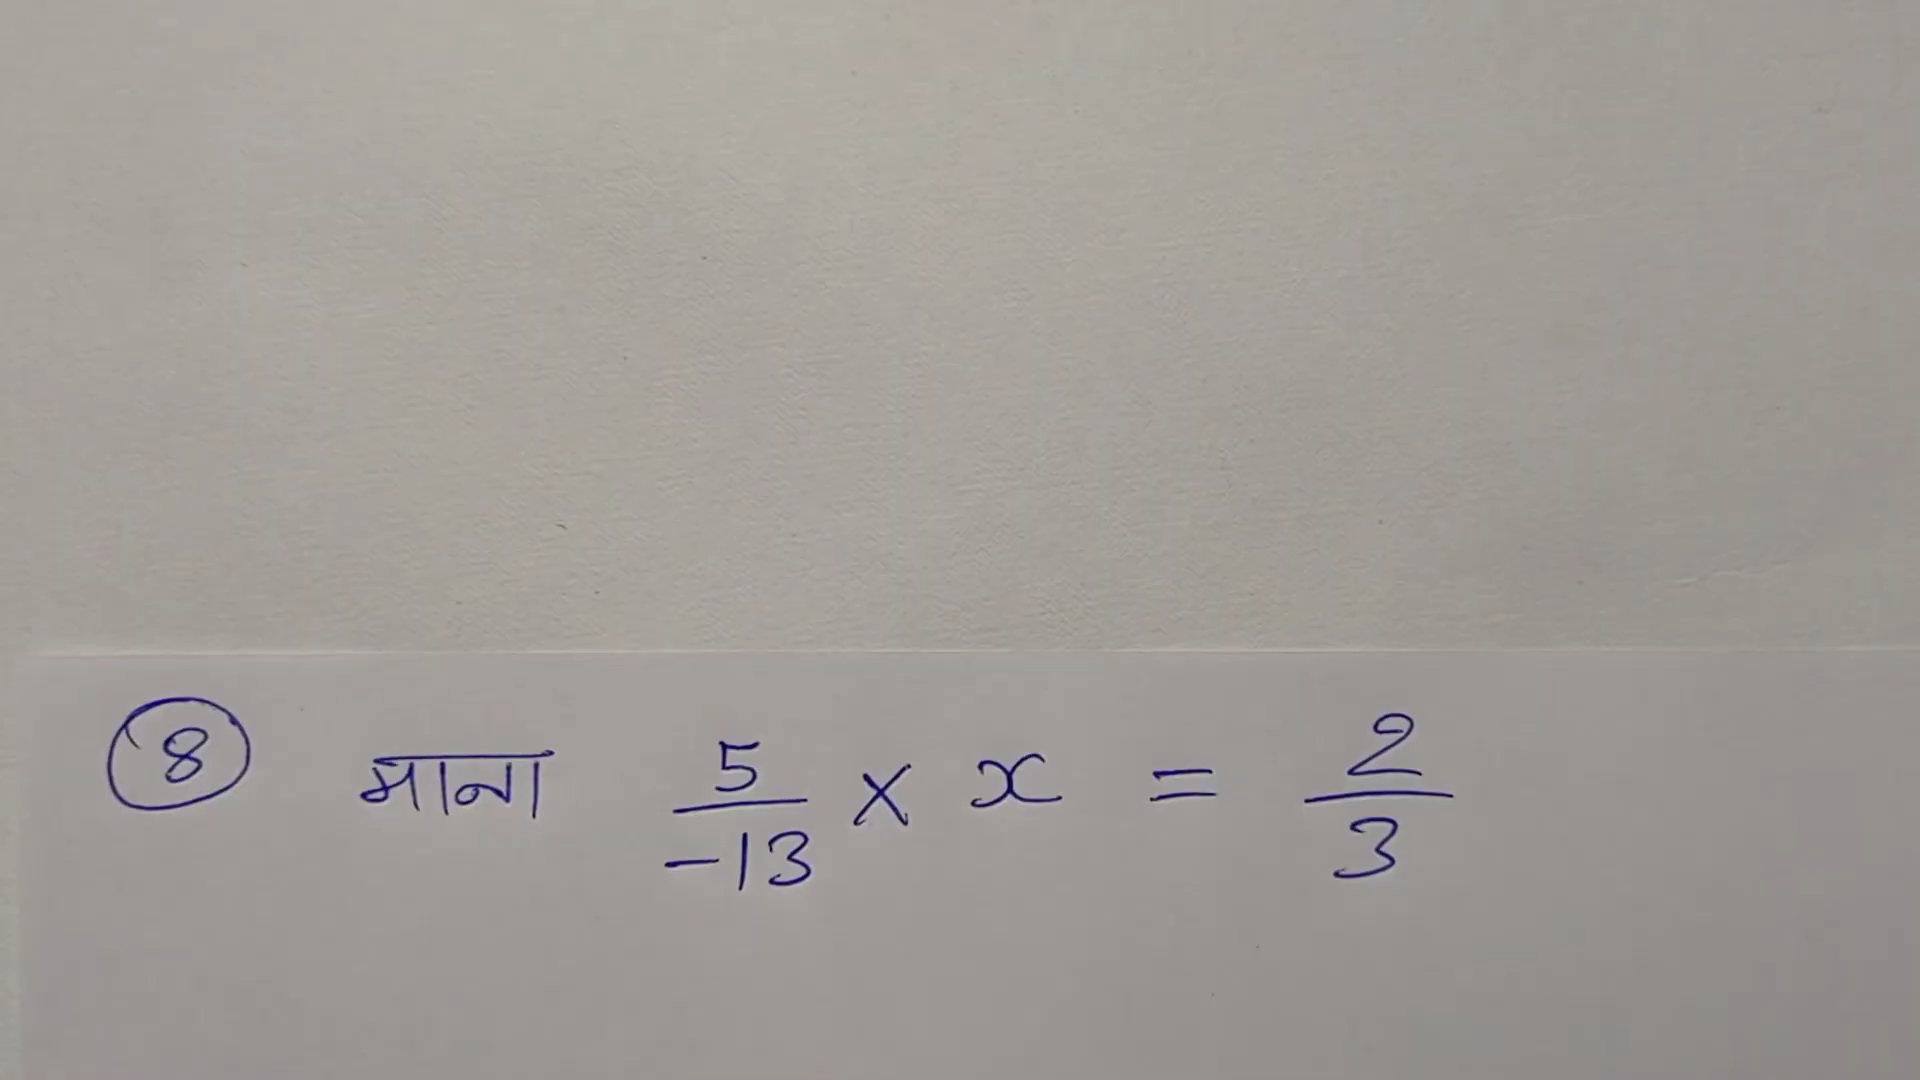 ⑧ माना 5/-13 × x = 2/3